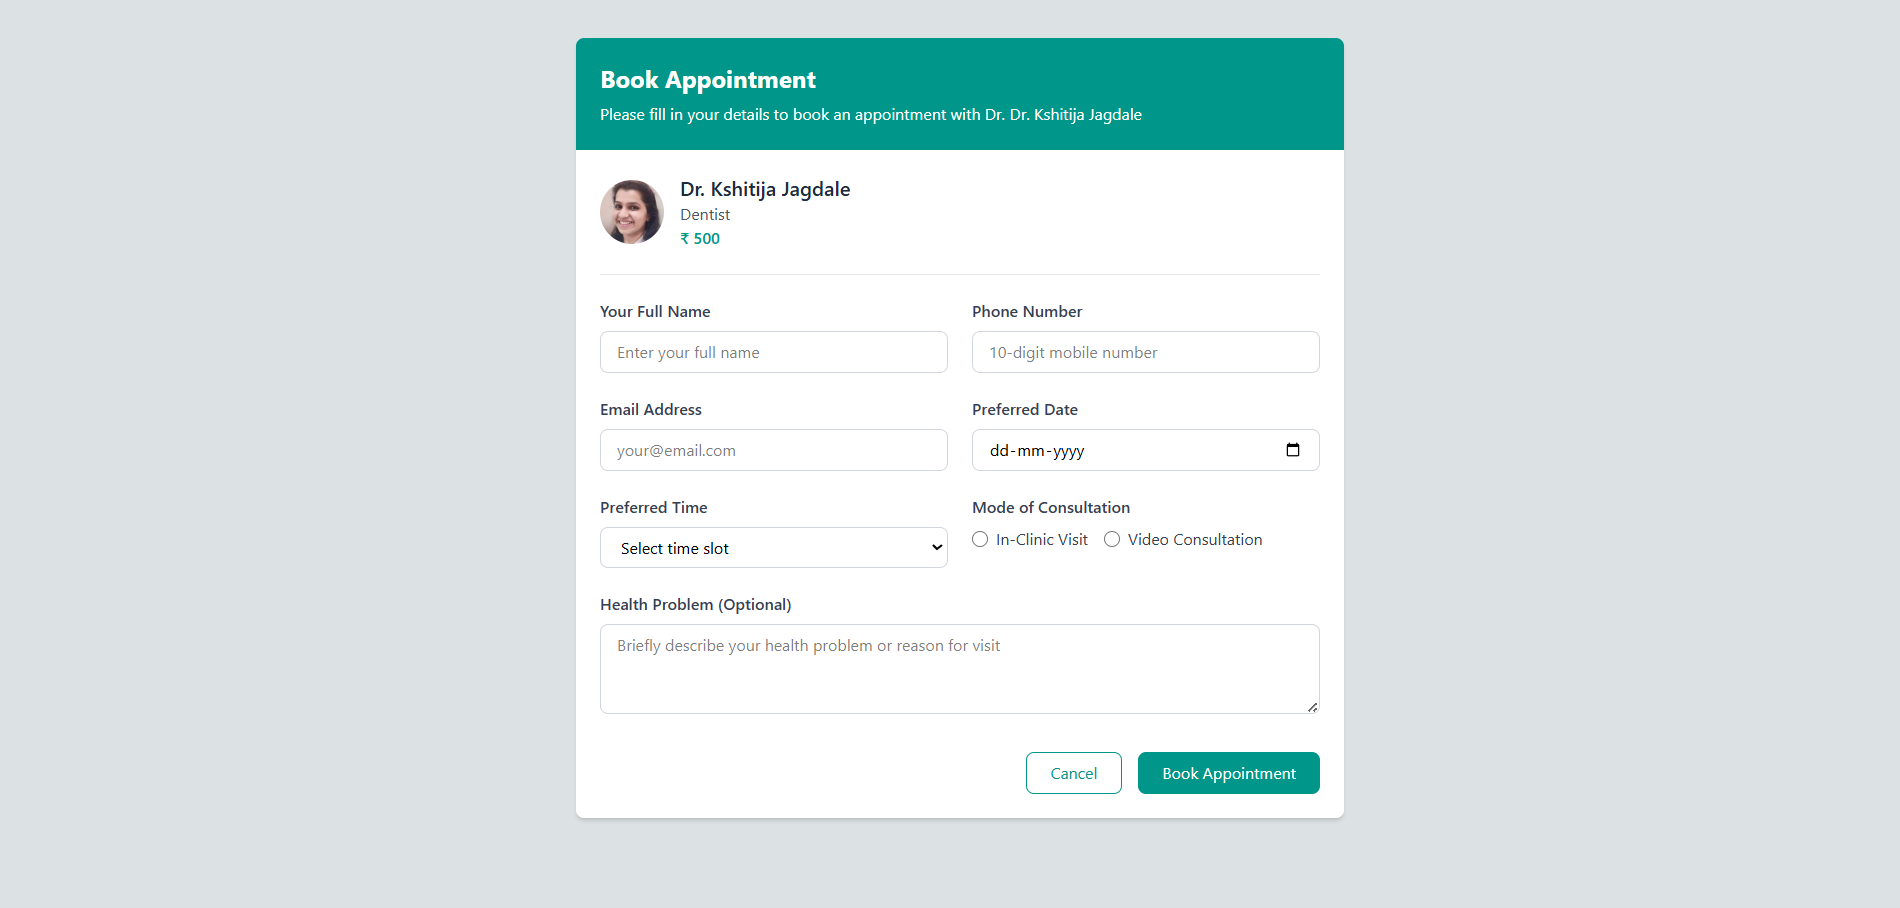 Book Appointment
Please fill in your details to book an appointment with Dr. Dr. Kshitija Jagdale
Dr. Kshitija Jagdale
Dentist
₹ 500
Your Full Name
Enter your full name
Phone Number
10-digit mobile number
Email Address
your@email.com
Preferred Date
dd-mm-yyyy
Preferred Time
Select time slot
Mode of Consultation
In-Clinic Visit Video Consultation
Health Problem (Optional)
Briefly describe your health problem or reason for visit
Cancel Book Appointment